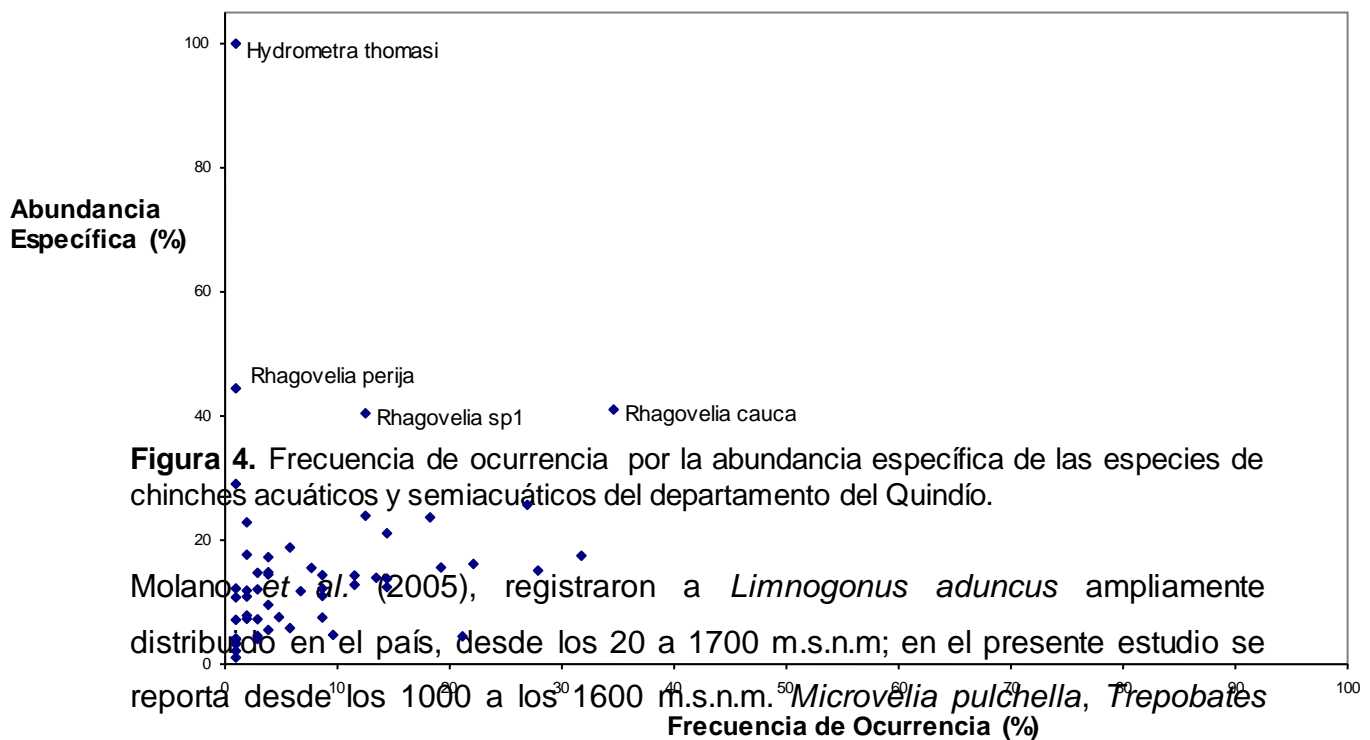 100
Hydrometra thomasi
80
Abundancia
Específica (%)
60
Rhagovelia perija
40
Rhagovelia sp1
Rhagovelia cauca
Figura 4. Frecuencia de ocurrencia por la abundancia específica de las especies de
chinches acuáticos y semiacuáticos del departamento del Quindío.
20
Molano et al. (2005), registraron a Limnogonus aduncus ampliamente
distribuido en el país, desde los 20 a 1700 m.s.n.m; en el presente estudio se
0
0 10 20 30 40 50 60 70 80 90 100
reporta desde los 1000 a los 1600 m.s.n.m. Microvelia pulchella, Trepobates
Frecuencia de Ocurrencia (%)